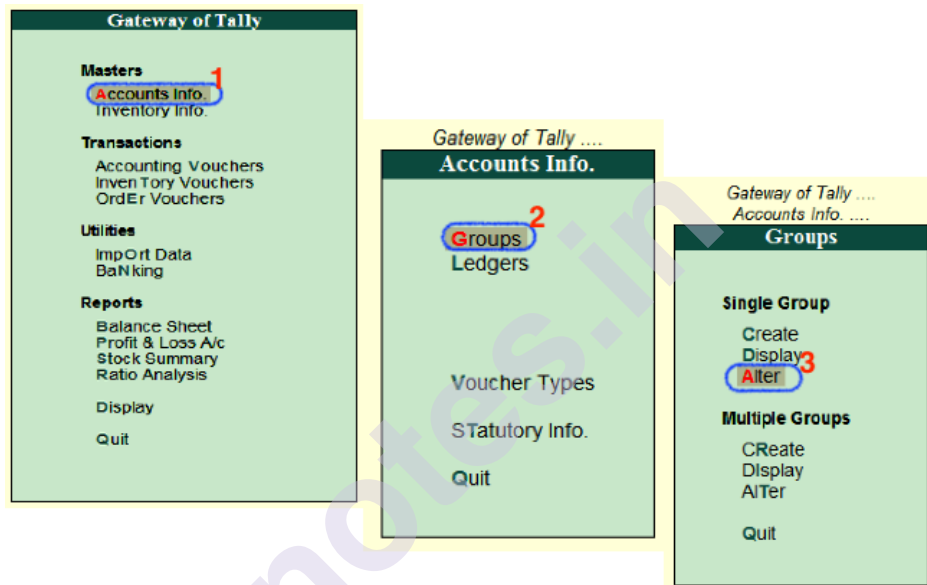 Gateway of Tally
Masters
1
Accounts Info.
Inventory Info.
Transactions
Accounting Vouchers
InvenTory Vouchers
OrdEr Vouchers
Utilities
ImpOrt Data
BaNking
Reports
Balance Sheet
Profit & Loss A/c
Stock Summary
Ratio Analysis
Display
Quit
Gateway of Tally ....
Accounts Info.
2
Groups
Ledgers
Voucher Types
STatutory Info.
Quit
Gateway of Tally ....
Accounts Info. ....
Groups
Single Group
Create
Display
3
Alter
Multiple Groups
CReate
DIsplay
AlTer
Quit
notes.in